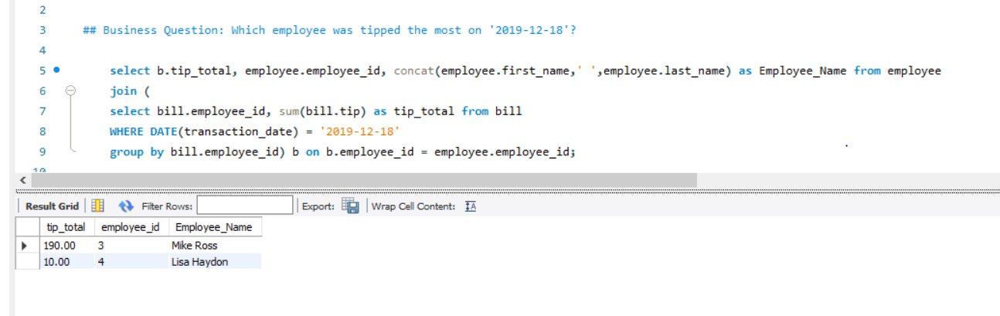 2
3 ## Business Question: Which employee was tipped the most on '2019-12-18'?
4
5 select b.tip_total, employee.employee_id, concat(employee.first_name,' ',employee.last_name) as Employee_Name from employee
6 join (
7 select bill.employee_id, sum(bill.tip) as tip_total from bill
8 WHERE DATE(transaction_date) = '2019-12-18'
9 group by bill.employee_id) b on b.employee_id = employee.employee_id;
10
Result Grid Filter Rows: Export: Wrap Cell Content: IA
tip_total employee_id Employee_Name
190.00 3 Mike Ross
10.00 4 Lisa Haydon